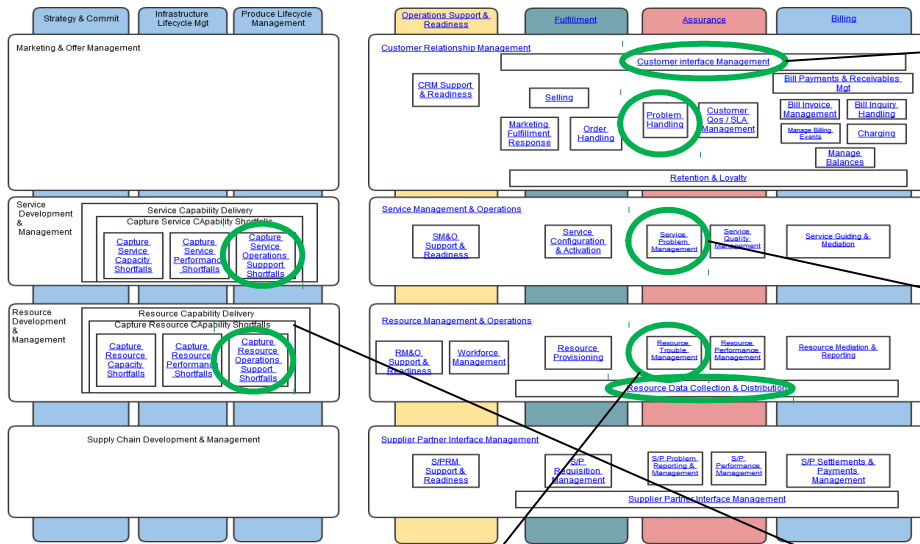 Strategy & Commit
Infrastructure
Lifecycle Mgt
Produce Lifecycle
Management
Operations Support &
Readiness
Fulfillment
Assurance
Billing
Marketing & Offer Management
Customer Relationship Management
Customer interface Management
CRM Support
& Readiness
Selling
Marketing
Fulfillment
Response
Order
Handling
Problem
Handling
Customer
Qos / SLA
Management
Bill Payments & Receivables
Mgt
Bill Invoice
Management
Bill Inquiry
Handling
Manage Billing
Events
Charging
Manage
Balances
Retention & Loyalty
Service
Development
&
Management
Service Capability Delivery
Capture Service CApability Shortfalls
Capture
Service
Capacity
Shortfalls
Capture
Service
Performance
Shortfalls
Capture
Service
Operations
Suppport
Shortfalls
Service Management & Operations
SM&O
Support &
Readiness
Service
Configuration
& Activation
Service
Problem
Management
Service
Quality
Management
Service Guiding &
Mediation
Resource
Development
&
Management
Resource Capability Delivery
Capture Resource CApability Shortfalls
Capture
Resource
Capacity
Shortfalls
Capture
Resource
Performance
Shortfalls
Capture
Resource
Operations
Support
Shortfalls
Resource Management & Operations
RM&O
Support &
Readiness
Workforce
Management
Resource
Provisioning
Resource
Trouble
Management
Resource
Performance
Management
Resource Mediation &
Reporting
Resource Data Collection & Distribution
Supply Chain Development & Management
Supplier Partner Interface Management
S/PRM
Support &
Readiness
S/P
Requisition
Management
S/P Problem
Reporting &
Management
S/P
Performance
Management
S/P Settlements &
Payments
Management
Supplier Partner Interface Management